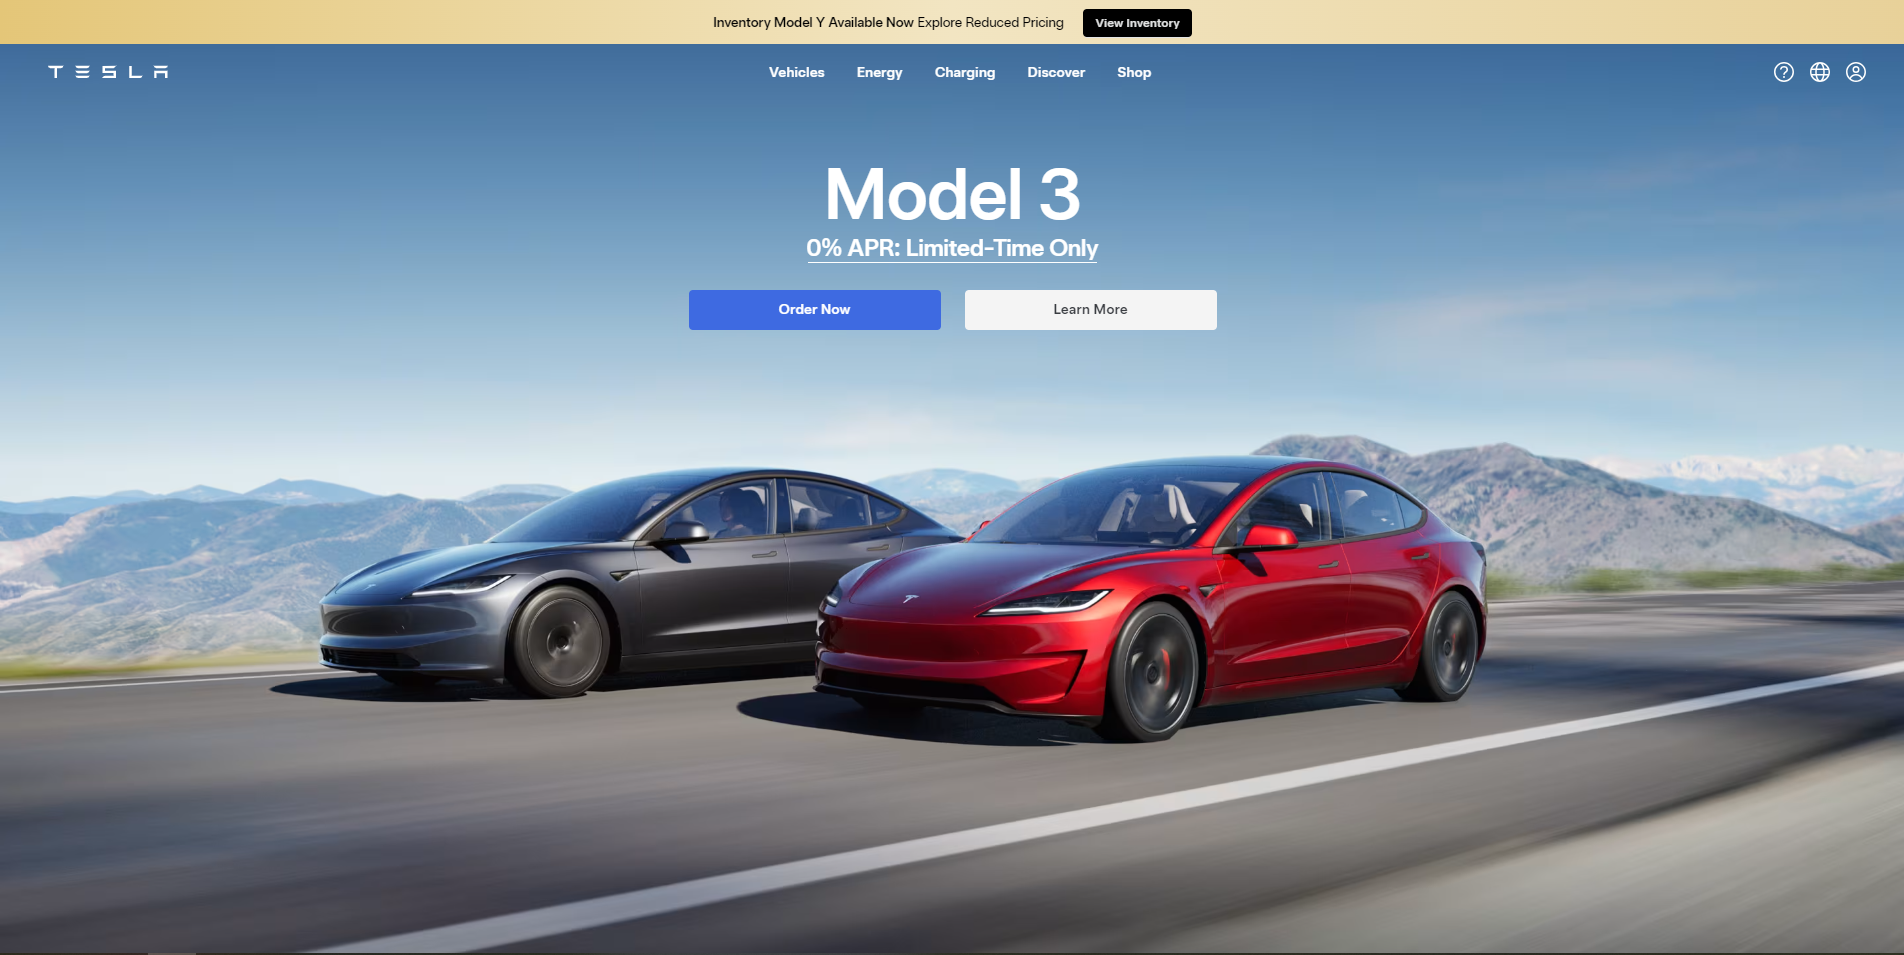 Inventory Model Y Available Now Explore Reduced Pricing View Inventory
TESLA Vehicles Energy Charging Discover Shop
Model 3
0% APR: Limited-Time Only
Order Now Learn More